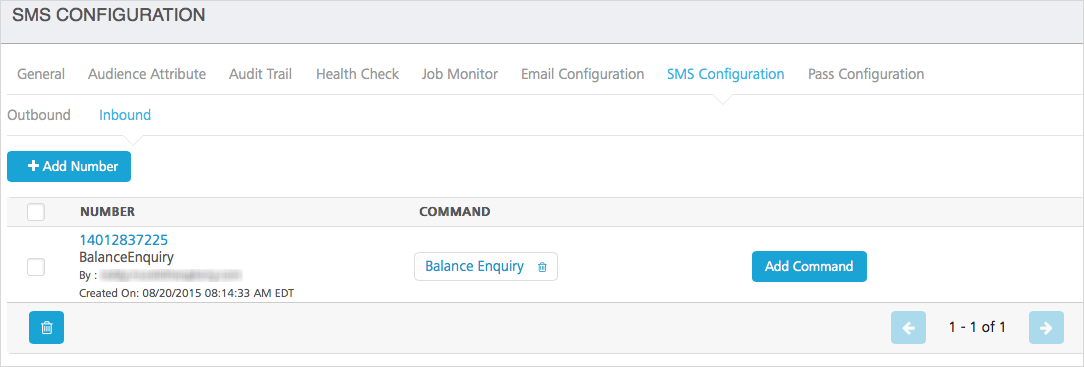 SMS CONFIGURATION
General Audience Attribute Audit Trail Health Check Job Monitor Email Configuration SMS Configuration Pass Configuration
Outbound Inbound
Add Number
NUMBER COMMAND
14012837225
BalanceEnquiry
By :
Created On: 08/20/2015 08:14:33 AM EDT
Balance Enquiry
Add Command
1 - 1 of 1